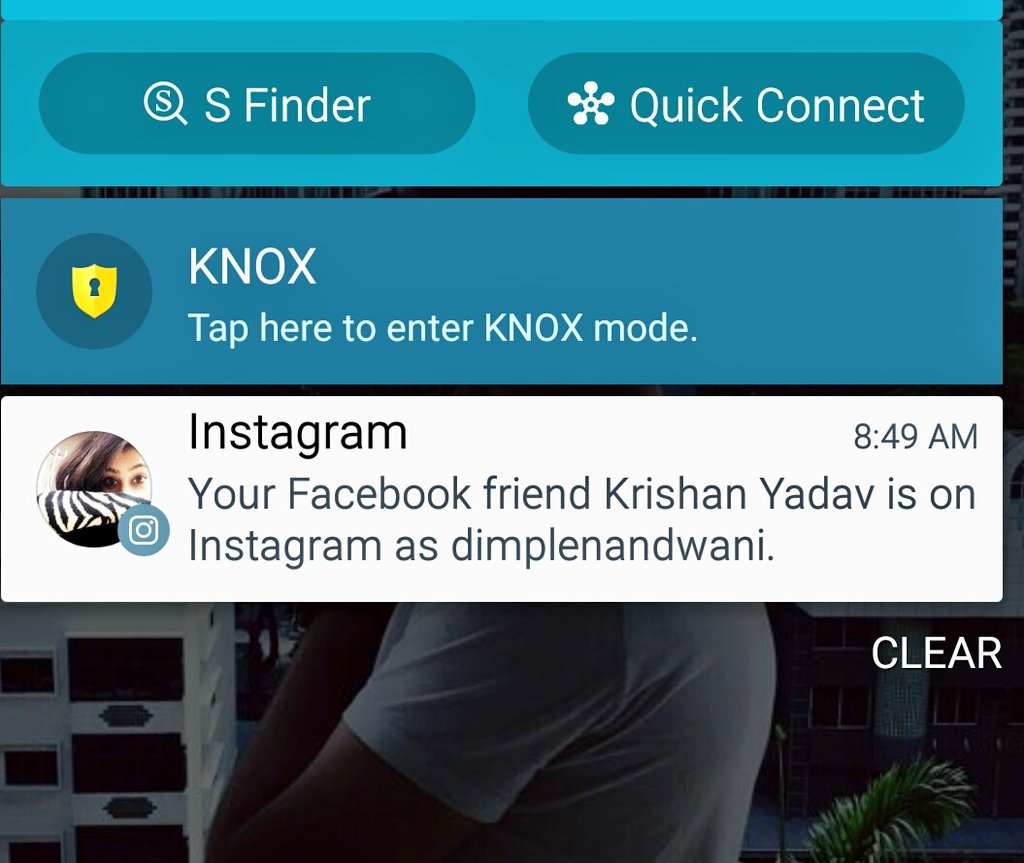 S Finder
Quick Connect
KNOX
Tap here to enter KNOX mode.
Instagram
8:49 AM
Your Facebook friend Krishan Yadav is on
Instagram as dimplenandwani.
CLEAR